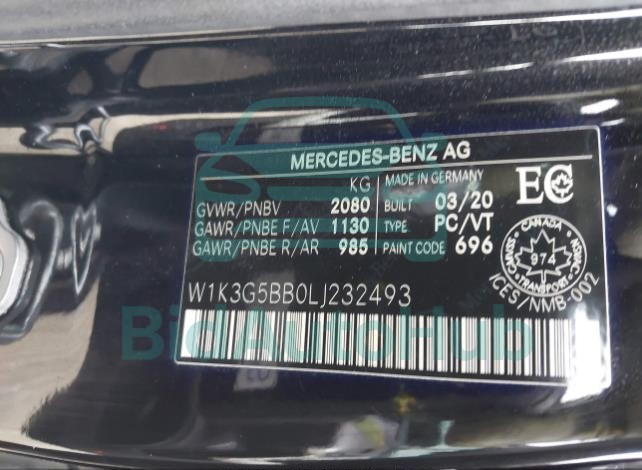 MERCEDES-BENZ AG
KG MADE IN GERMANY
GVWR/PNBV 2080 BUILT 03/20
GAWR/PNBE F/AV 1130 TYPE PC/VT
GAWR/PNBE R/AR 985 PAINT CODE 696
EC
CANADA
974
TRANSPORT
ICES/NMB-002
W1K3G5BB0LJ232493
BidAutoHub